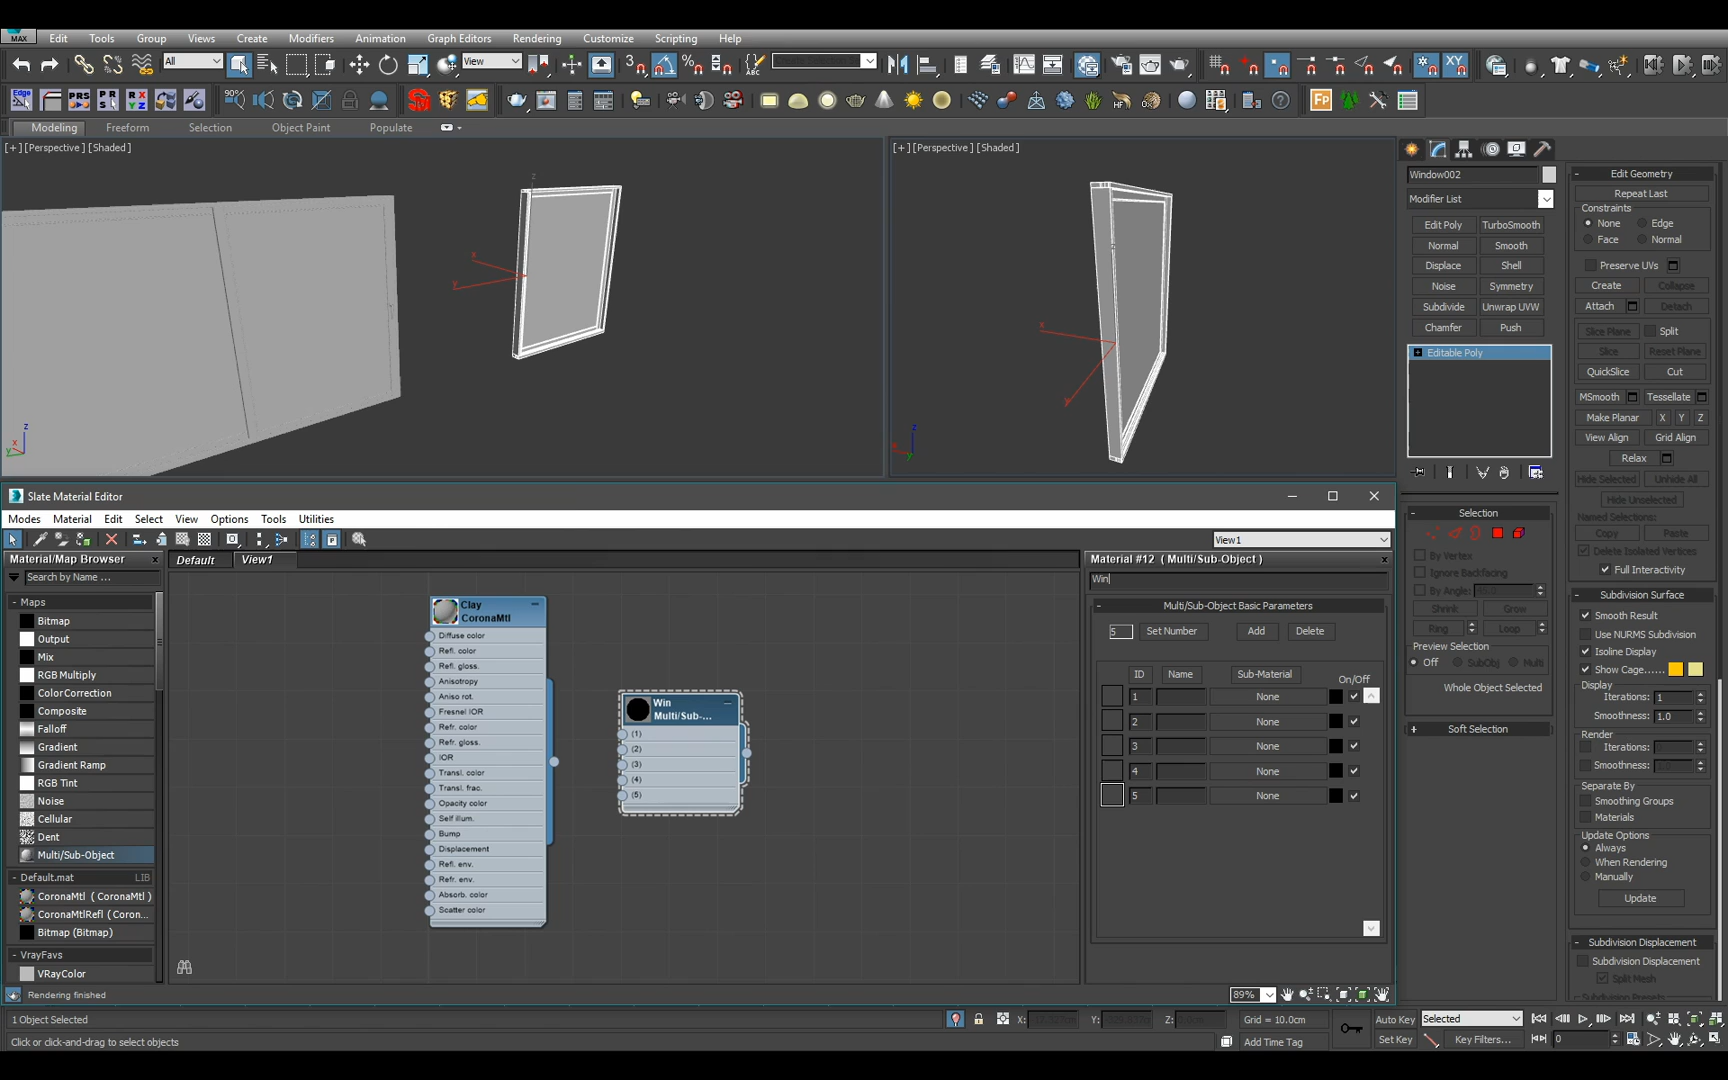 MAX Edit Tools Group Views Create Modifiers Animation Graph Editors Rendering Customize Scripting Help
All View
Modeling Freeform Selection Object Paint Populate
[+] [Perspective] [Shaded] [+] [Perspective] [Shaded]
Window002
Modifier List
Edit Poly TurboSmooth
Normal Smooth
Displace Shell
Noise Symmetry
Subdivide Unwrap UVW
Chamfer Push
Editable Poly
Selection
By Vertex
Ignore Backfacing
By Angle:
Shrink Grow
Ring Loop
Preview Selection
Off SubObj Multi
Whole Object Selected
Soft Selection
Edit Geometry
Repeat Last
Constraints
None Edge
Face Normal
Preserve UVs
Create Collapse
Attach Detach
Slice Plane Split
Slice Reset Plane
QuickSlice Cut
MSmooth Tessellate
Make Planar X Y Z
View Align Grid Align
Relax
Hide Selected Unhide All
Hide Unselected
Named Selections:
Copy Paste
Delete Isolated Vertices
Full Interactivity
Subdivision Surface
Smooth Result
Use NURMS Subdivision
Isoline Display
Show Cage......
Display
Iterations: 1
Smoothness: 1.0
Render
Iterations:
Smoothness:
Separate By
Smoothing Groups
Materials
Update Options
Always
When Rendering
Manually
Update
Subdivision Displacement
Subdivision Displacement
Split Mesh
Subdivision Presets
Slate Material Editor
Modes Material Edit Select View Options Tools Utilities
View1
Material/Map Browser
Search by Name ...
- Maps
Bitmap
Output
Mix
RGB Multiply
ColorCorrection
Composite
Falloff
Gradient
Gradient Ramp
RGB Tint
Noise
Cellular
Dent
Multi/Sub-Object
- Default.mat LIB
CoronaMtl ( CoronaMtl )
CoronaMtlRefl ( Coron...
Bitmap (Bitmap)
- VrayFavs
VRayColor
Default View1
Clay
CoronaMtl
Diffuse color
Refl. color
Refl. gloss.
Anisotropy
Aniso rot.
Fresnel IOR
Refr. color
Refr. gloss.
IOR
Transl. color
Transl. frac.
Opacity color
Self illum.
Bump
Displacement
Refl. env.
Refr. env.
Absorb. color
Scatter color
Win
Multi/Sub-...
(1)
(2)
(3)
(4)
(5)
Material #12 ( Multi/Sub-Object )
Win
Multi/Sub-Object Basic Parameters
5 Set Number Add Delete
ID Name Sub-Material On/Off
1 None
2 None
3 None
4 None
5 None
Rendering finished
89%
1 Object Selected
X: Y: Z: Grid = 10.0cm Auto Key Selected
Click or click-and-drag to select objects
Add Time Tag Set Key Key Filters... 0